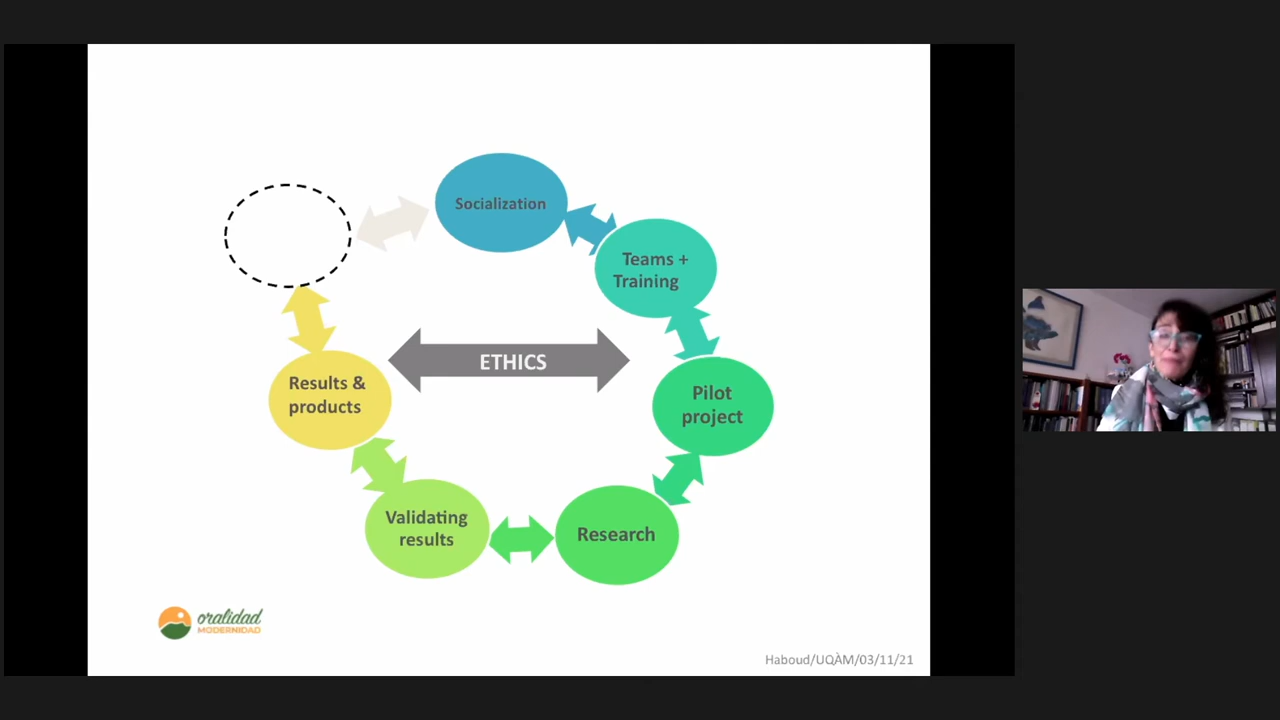 Socialization
Teams +
Training
ETHICS
Results &
products
Pilot
project
Validating
results
Research
oralidad
MODERNIDAD
Haboud/UQÀM/03/11/21